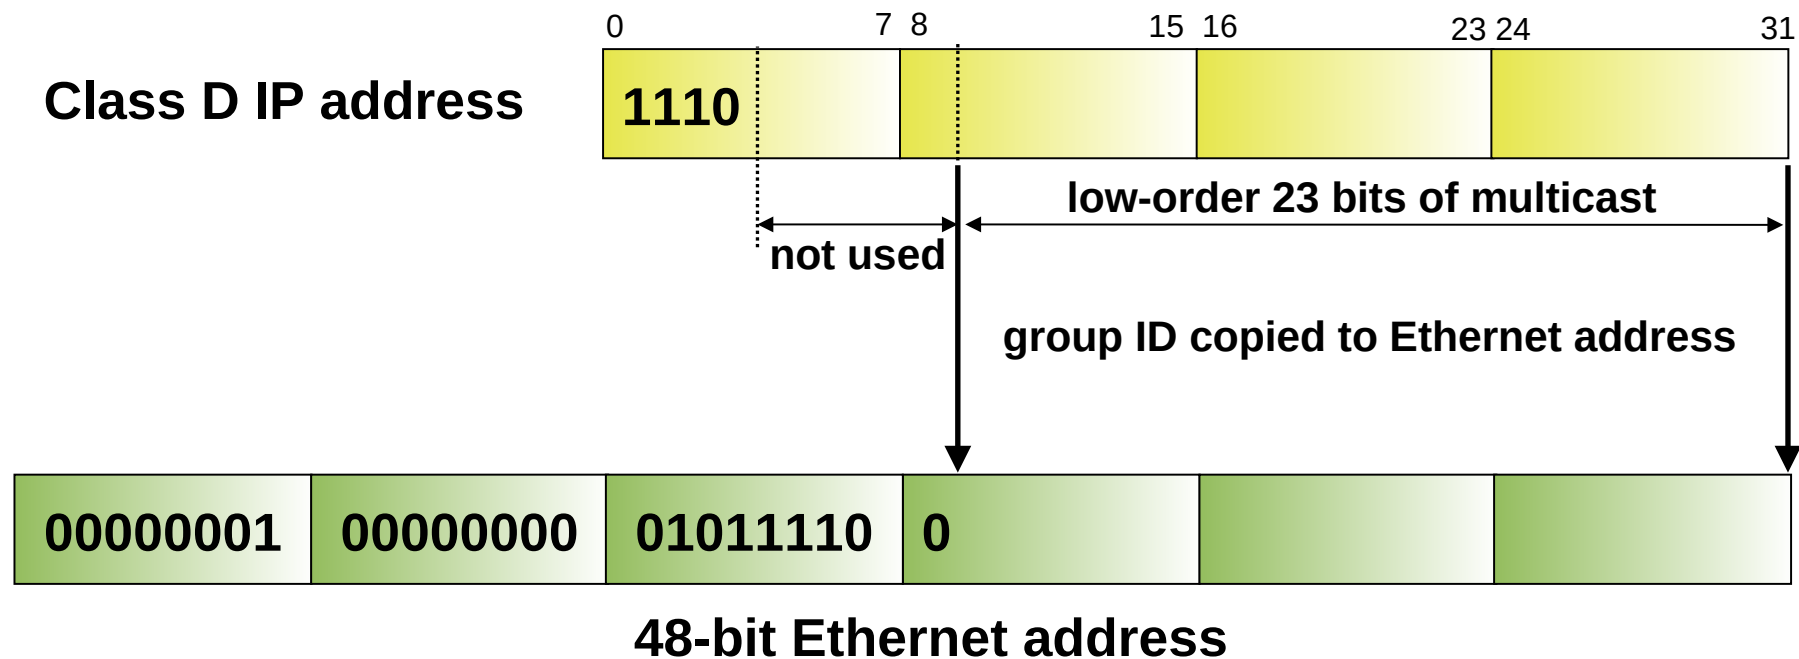 0 7 8 15 16 23 24 31
Class D IP address 1110
low-order 23 bits of multicast
not used
group ID copied to Ethernet address
00000001 00000000 01011110 0
48-bit Ethernet address